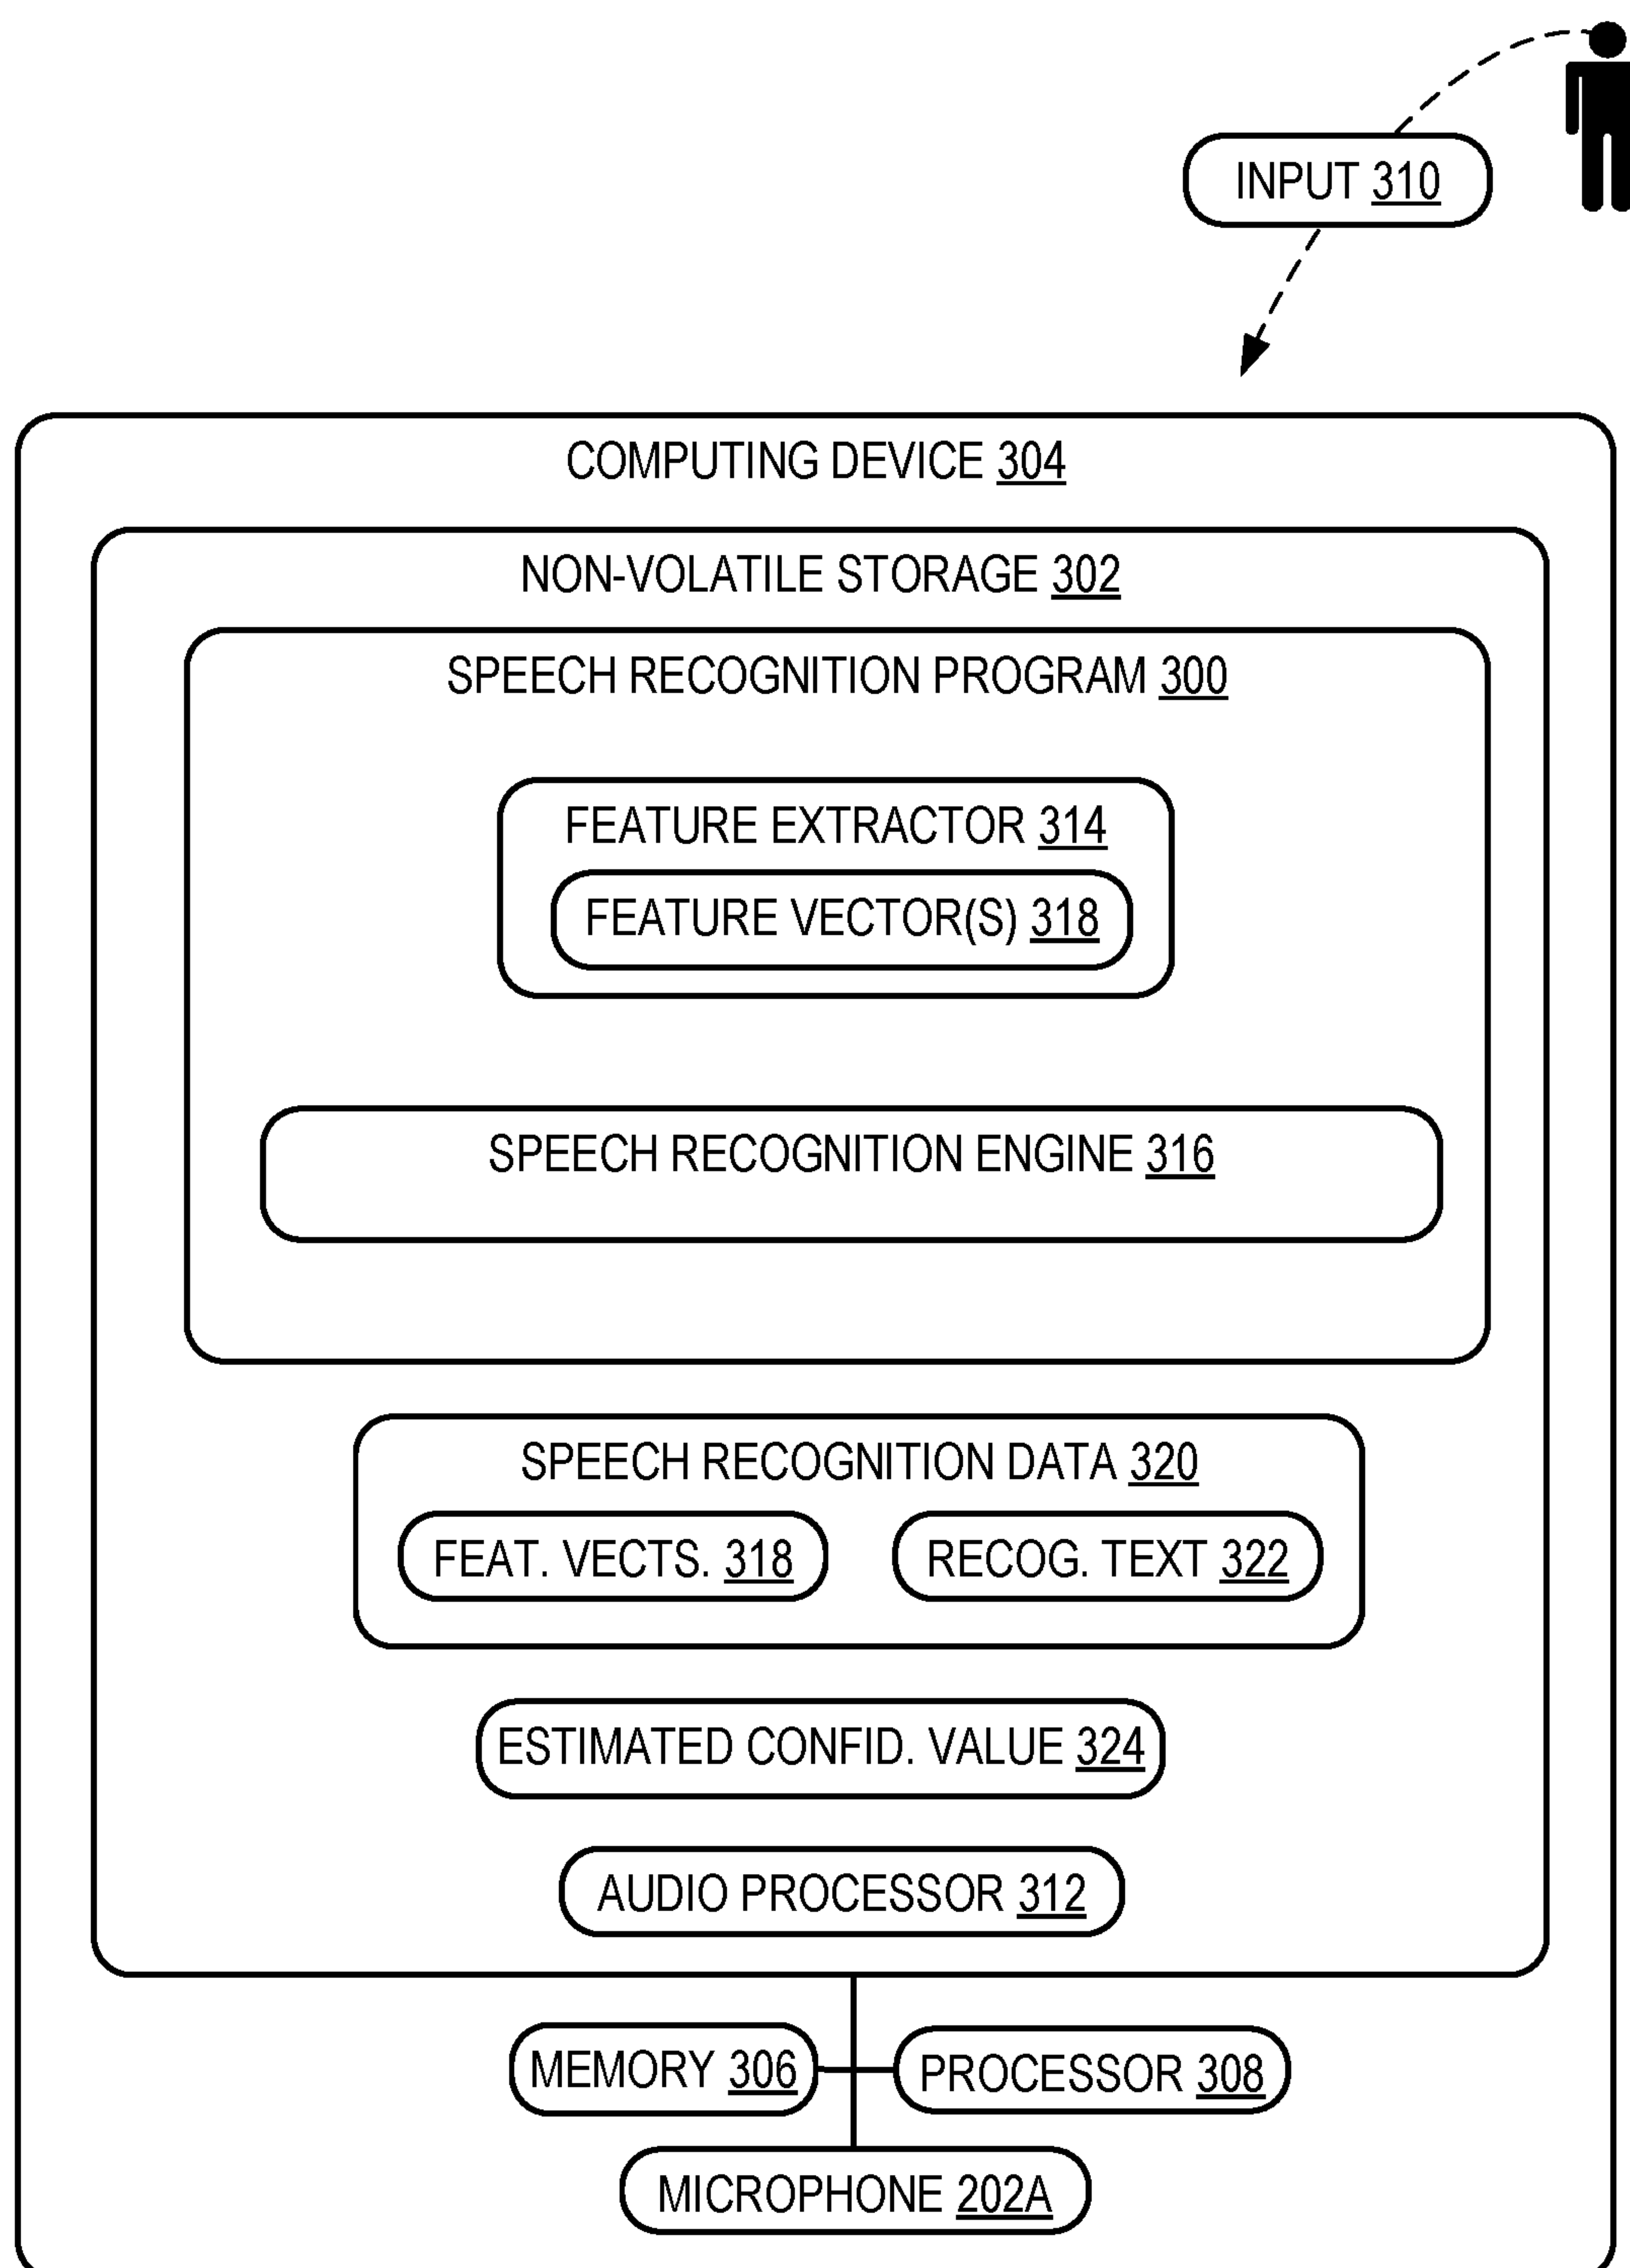 INPUT 310
COMPUTING DEVICE 304
NON-VOLATILE STORAGE 302
SPEECH RECOGNITION PROGRAM 300
FEATURE EXTRACTOR 314
FEATURE VECTOR(S) 318
SPEECH RECOGNITION ENGINE 316
SPEECH RECOGNITION DATA 320
FEAT. VECTS. 318
RECOG. TEXT 322
ESTIMATED CONFID. VALUE 324
AUDIO PROCESSOR 312
MEMORY 306
PROCESSOR 308
MICROPHONE 202A